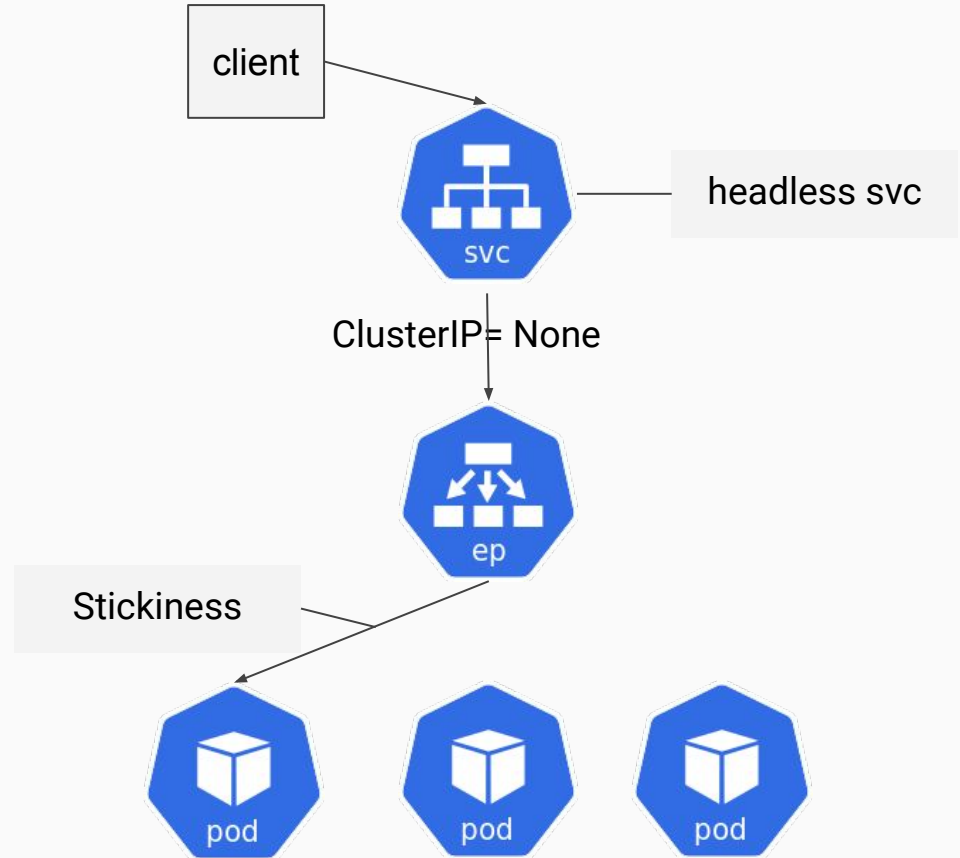 client
headless svc
svc
ClusterIP= None
ep
Stickiness
pod
pod
pod